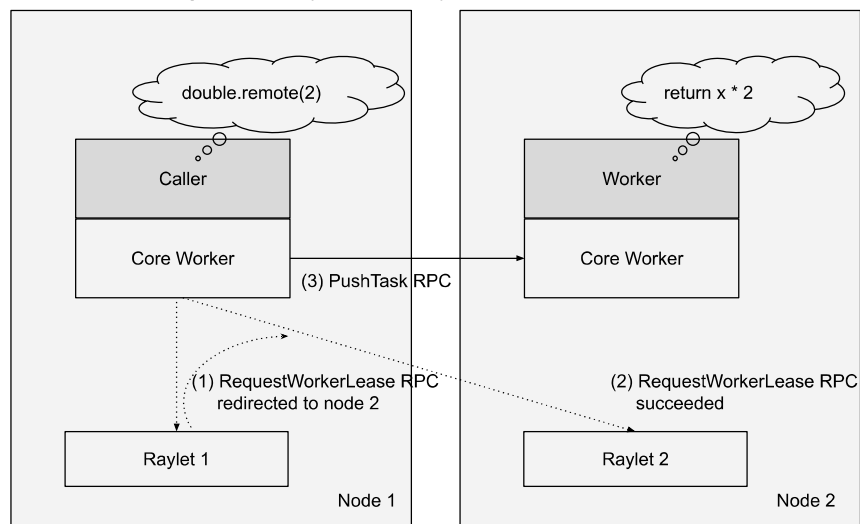 double.remote(2)
return x * 2
Caller
Worker
Core Worker
Core Worker
(3) PushTask RPC
(1) RequestWorkerLease RPC
redirected to node 2
(2) RequestWorkerLease RPC
succeeded
Raylet 1
Raylet 2
Node 1
Node 2